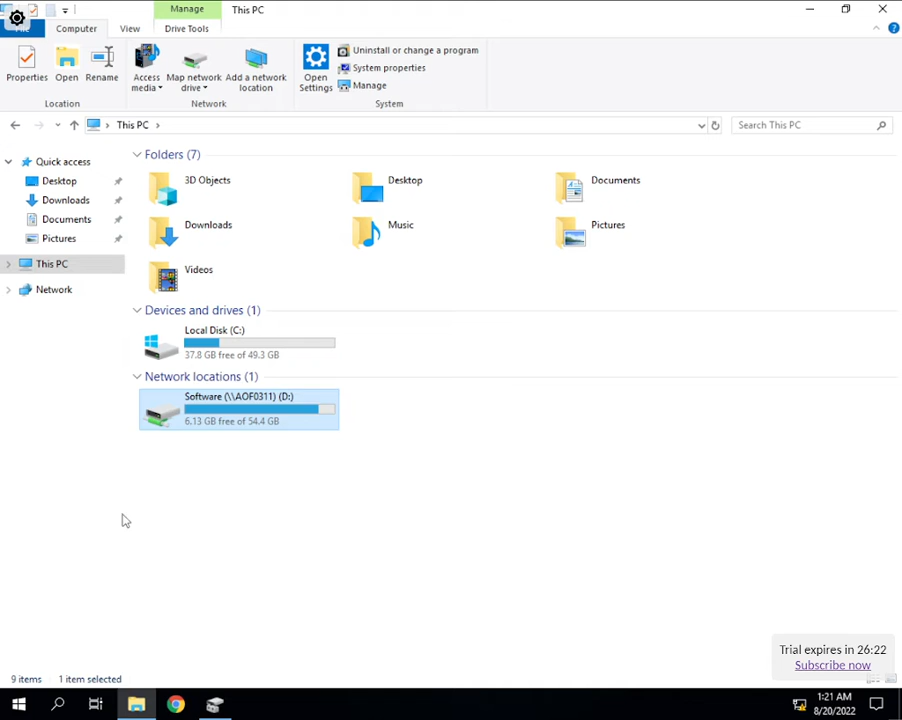 Manage
This PC
File
Computer
View
Drive Tools
Properties
Open
Rename
Access media
Map network drive
Add a network location
Open Settings
Uninstall or change a program
System properties
Manage
Location
Network
System
This PC
Search This PC
Quick access
Desktop
Downloads
Documents
Pictures
This PC
Network
Folders (7)
3D Objects
Desktop
Documents
Downloads
Music
Pictures
Videos
Devices and drives (1)
Local Disk (C:)
37.8 GB free of 49.3 GB
Network locations (1)
Software (\\AOF0311) (D:)
6.13 GB free of 54.4 GB
Trial expires in 26:22
Subscribe now
9 items
1 item selected
1:21 AM
8/20/2022